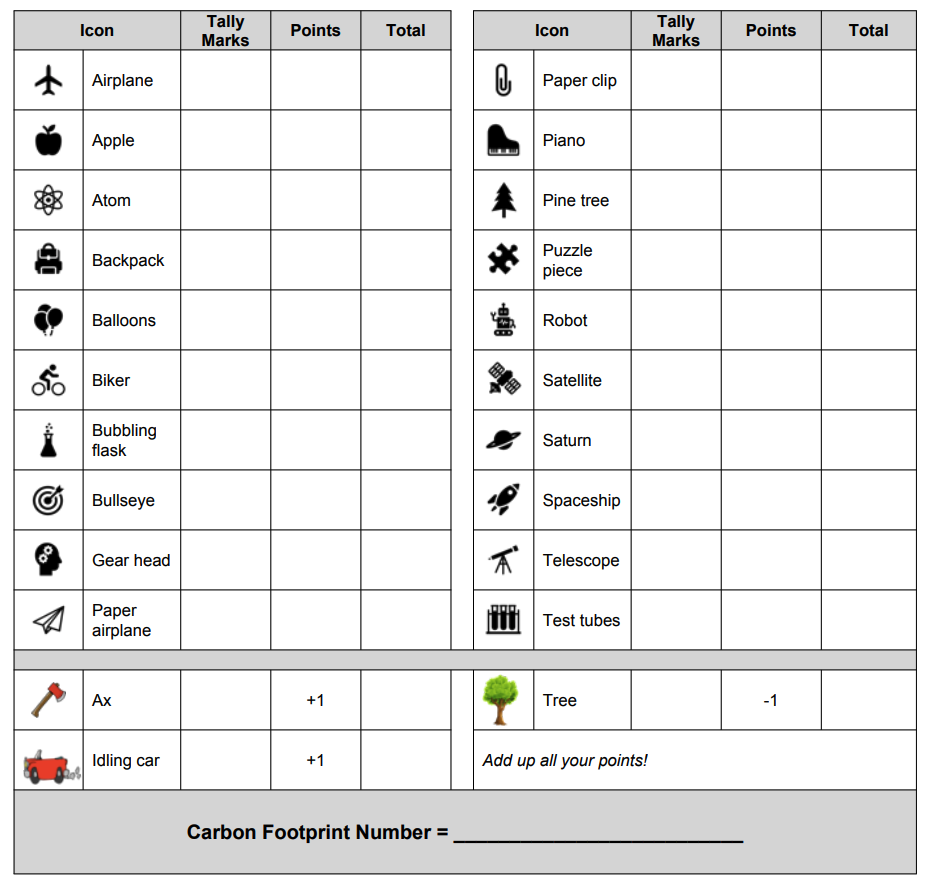 Icon Tally Marks Points Total Icon Tally Marks Points Total
Airplane Paper clip
Apple Piano
Atom Pine tree
Backpack Puzzle piece
Balloons Robot
Biker Satellite
Bubbling flask Saturn
Bullseye Spaceship
Gear head Telescope
Paper airplane Test tubes
Ax +1 Tree -1
Idling car +1 Add up all your points!
Carbon Footprint Number = ____________________________